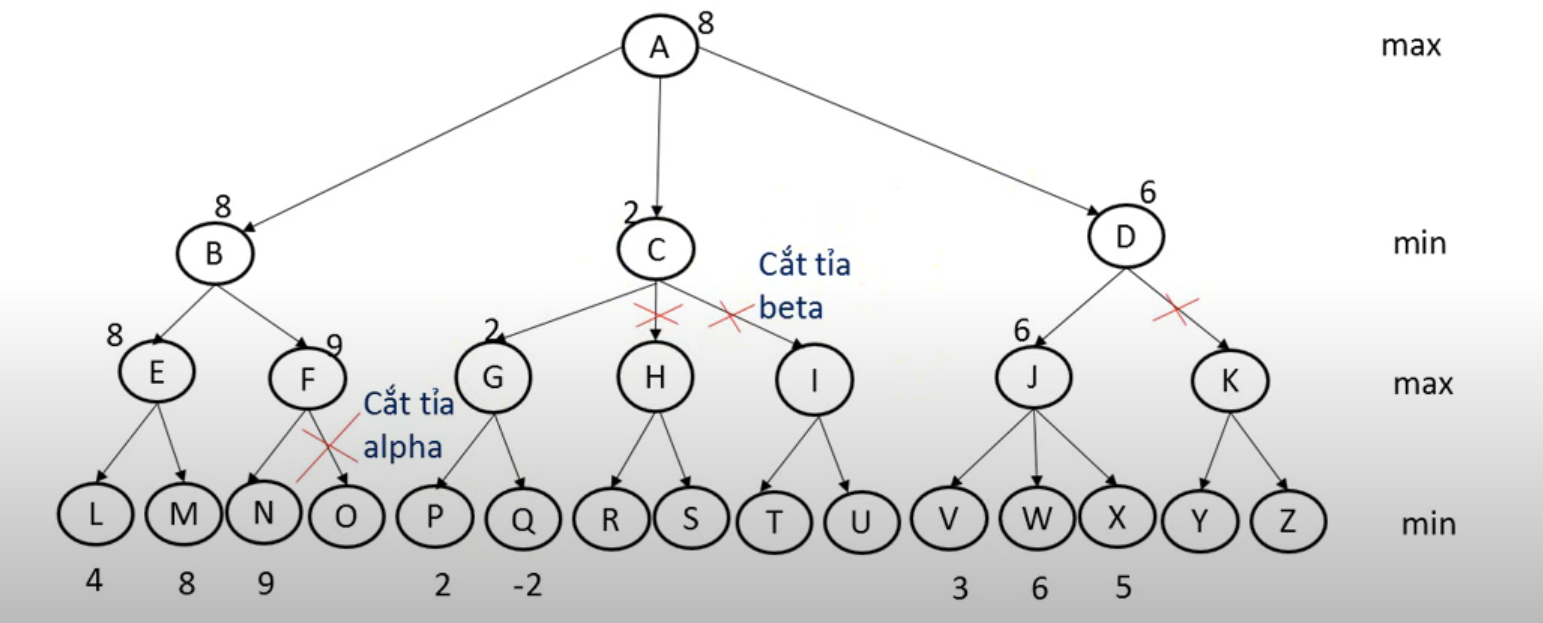 8
A
max
8
B
2
C
6
D
min
Cắt tỉa
beta
8
E
9
F
2
G
H
I
6
J
K
max
Cắt tỉa
alpha
L
M
N
O
P
Q
R
S
T
U
V
W
X
Y
Z
min
4
8
9
2
-2
3
6
5